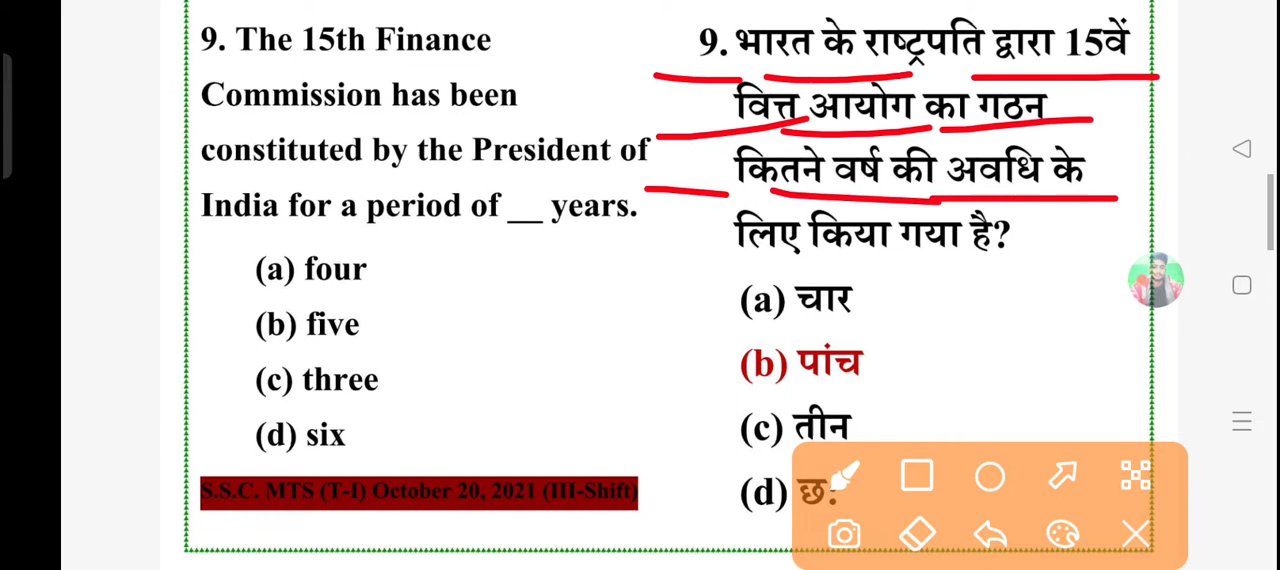 9. The 15th Finance
Commission has been
constituted by the President of
India for a period of __ years.
(a) four
(b) five
(c) three
(d) six
S.S.C. MTS (T-I) October 20, 2021 (III-Shift)
9. भारत के राष्ट्रपति द्वारा 15वें
वित्त आयोग का गठन
कितने वर्ष की अवधि के
लिए किया गया है?
(a) चार
(b) पांच
(c) तीन
(d) छः